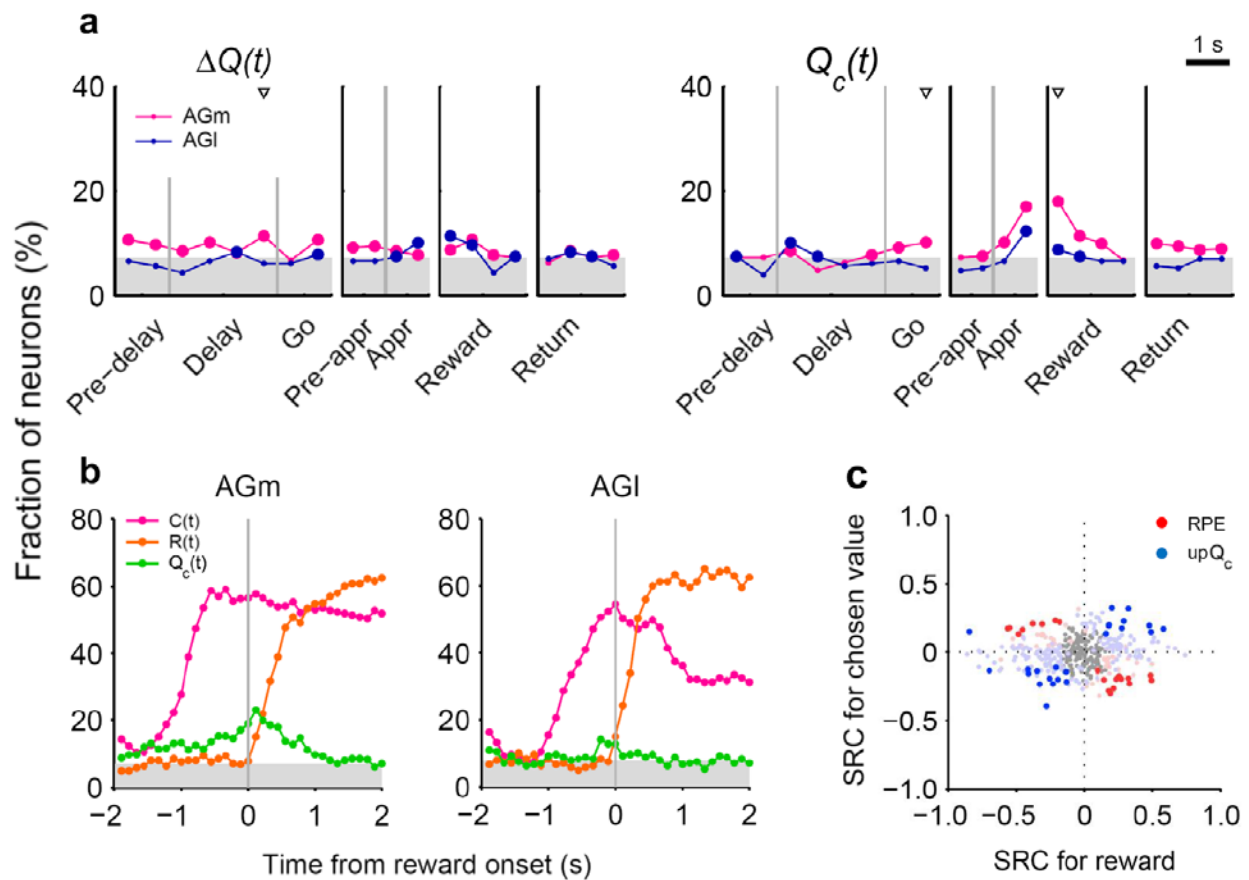 a
ΔQ(t)
Q_c(t)
1 s
AGm
AGl
40
20
0
40
20
0
Pre-delay
Delay
Go
Pre-appr
Appr
Reward
Return
Pre-delay
Delay
Go
Pre-appr
Appr
Reward
Return
Fraction of neurons (%)
b
AGm
AGl
C(t)
R(t)
Q_c(t)
80
60
40
20
0
−2 −1 0 1 2
80
60
40
20
0
−2 −1 0 1 2
Time from reward onset (s)
c
RPE
upQ_c
SRC for chosen value
1.0
0.5
0
−0.5
−1.0
−1.0 −0.5 0 0.5 1.0
SRC for reward